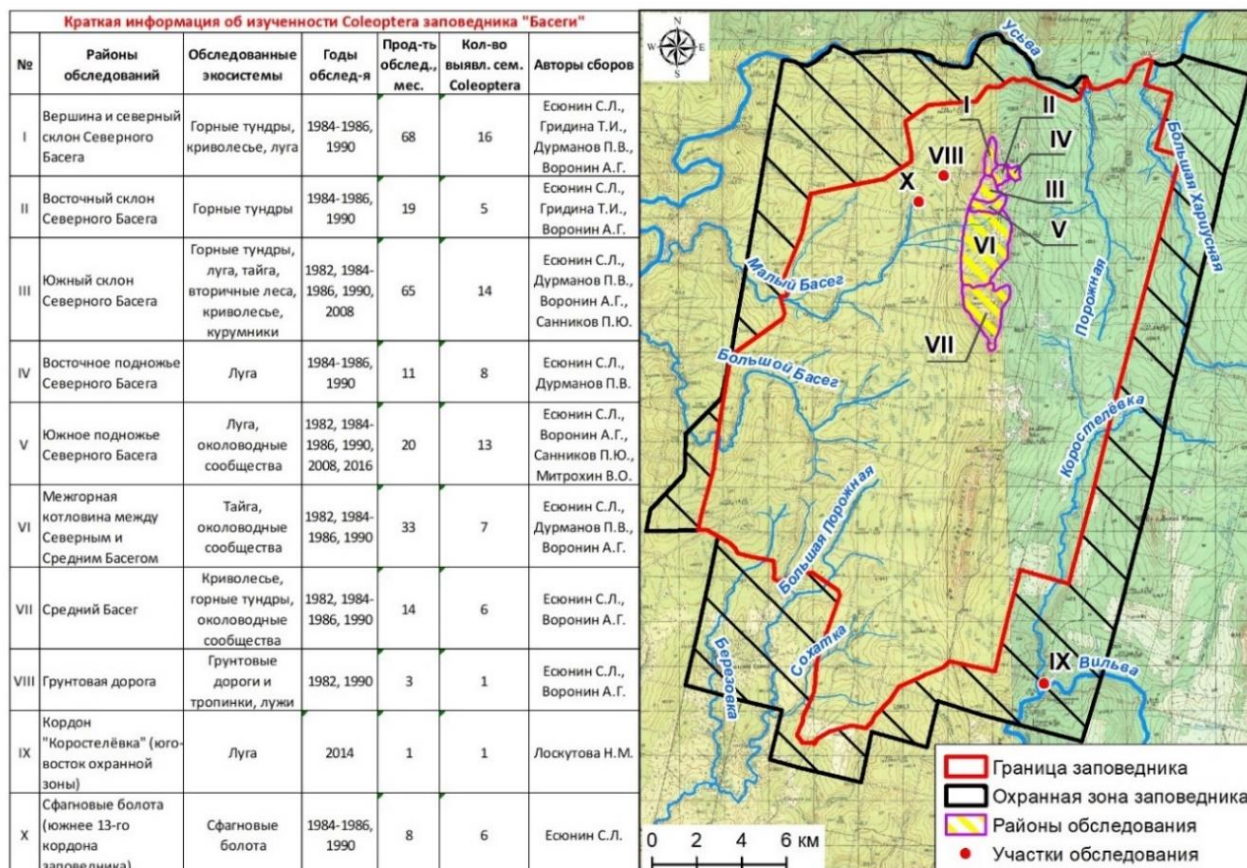 Краткая информация об изученности Coleoptera заповедника "Басеги"
№
Районы
обследований
Обследованные
экосистемы
Годы
обслед-я
Прод-ть
обслед.,
мес.
Кол-во
выявл. сем.
Coleoptera
Авторы сборов
I
Вершина и северный
склон Северного
Басега
Горные тундры,
криволесье, луга
1984-1986,
1990
68
16
Есюнин С.Л.,
Гридина Т.И.,
Дурманов П.В.,
Воронин А.Г.
II
Восточный склон
Северного Басега
Горные тундры
1984-1986,
1990
19
5
Есюнин С.Л.,
Гридина Т.И.,
Воронин А.Г.
III
Южный склон
Северного Басега
Горные тундры,
луга, тайга,
вторичные леса,
криволесье,
курумники
1982, 1984-
1986, 1990,
2008
65
14
Есюнин С.Л.,
Дурманов П.В.,
Воронин А.Г.,
Санников П.Ю.
IV
Восточное подножье
Северного Басега
Луга
1984-1986,
1990
11
8
Есюнин С.Л.,
Дурманов П.В.
V
Южное подножье
Северного Басега
Луга,
околоводные
сообщества
1982, 1984-
1986, 1990,
2008, 2016
20
13
Есюнин С.Л.,
Воронин А.Г.,
Санников П.Ю.,
Митрохин В.О.
VI
Межгорная
котловина между
Северным и
Средним Басегом
Тайга,
околоводные
сообщества
1982, 1984-
1986, 1990
33
7
Есюнин С.Л.,
Дурманов П.В.,
Воронин А.Г.
VII
Средний Басег
Криволесье,
горные тундры,
околоводные
сообщества
1982, 1984-
1986, 1990
14
6
Есюнин С.Л.,
Воронин А.Г.
VIII
Грунтовая дорога
Грунтовые
дороги и
тропинки, лужи
1982, 1990
3
1
Есюнин С.Л.,
Воронин А.Г.
IX
Кордон
"Коростелёвка" (юго-
восток охранной
зоны)
Луга
2014
1
1
Лоскутова Н.М.
X
Сфагновые болота
(южнее 13-го
кордона
заповедника)
Сфагновые
болота
1984-1986,
1990
8
6
Есюнин С.Л.
N
W E
S
Усьва
I
II
IV
VIII
III
X
V
VI
Большая Хариусная
Малый Басег
Порожная
VII
Большой Басег
Коростелёвка
Большая Порожная
Сохатка
Березовка
IX
Вильва
Граница заповедника
Охранная зона заповедника
Районы обследования
Участки обследования
0 2 4 6 км